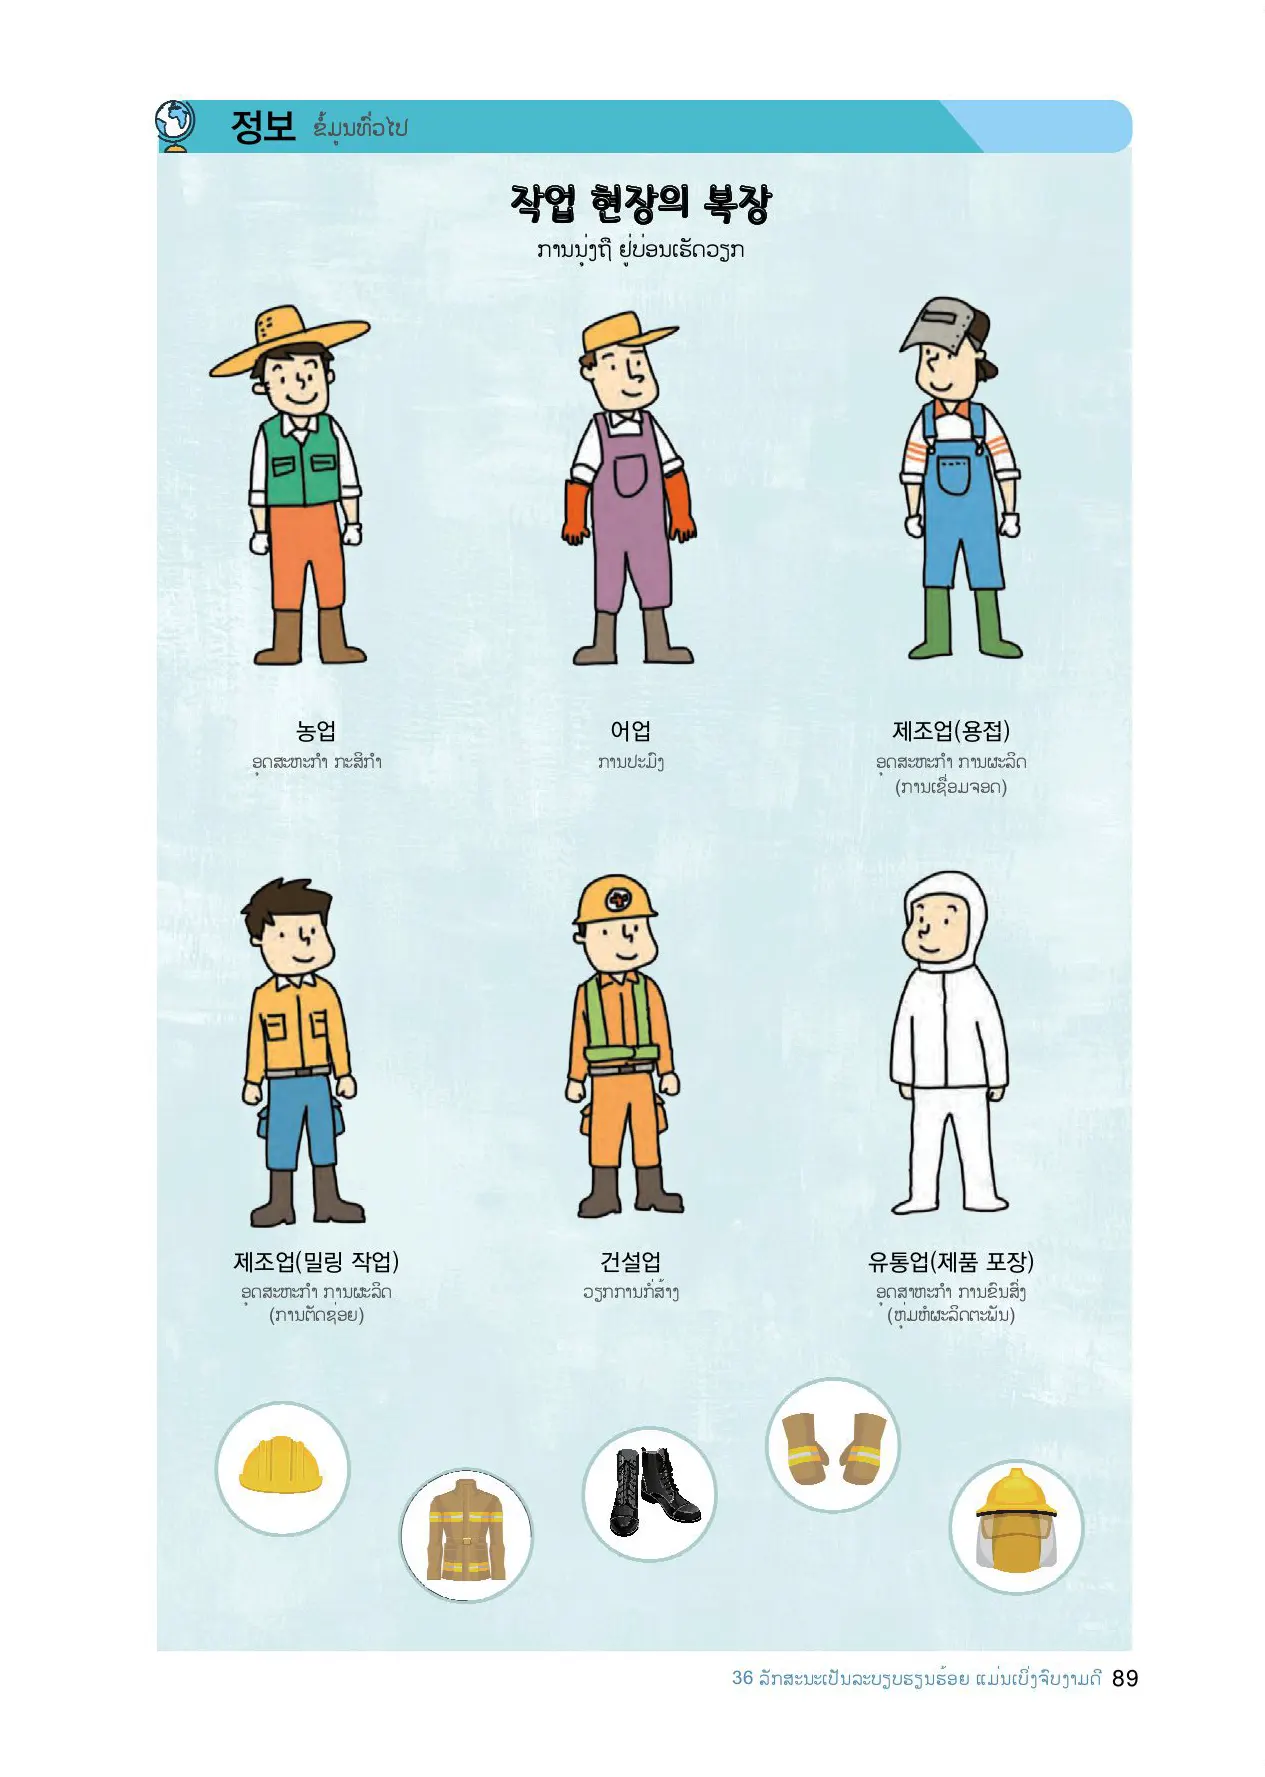 정보 ຂໍ້ມູນທົ່ວໄປ
작업 현장의 복장
ການນຸ່ງຖື ຢູ່ບ່ອນເຮັດວຽກ
농업
ອຸດສະຫະກຳ ກະສິກຳ
어업
ການປະມົງ
제조업(용접)
ອຸດສະຫະກຳ ການຜະລິດ
(ການເຊື່ອມຈອດ)
제조업(밀링 작업)
ອຸດສະຫະກຳ ການຜະລິດ
(ການຕັດຊ່ອຍ)
건설업
ວຽກການກໍ່ສ້າງ
유통업(제품 포장)
ອຸດສາຫະກຳ ການຂົນສົ່ງ
(ຫຸ່ມຫໍຜະລິດຕະພັນ)
36 ລັກສະນະເປັນລະບຽບຮຽບຮ້ອຍ ແມ່ນເບິ່ງຈົບງາມດີ 89